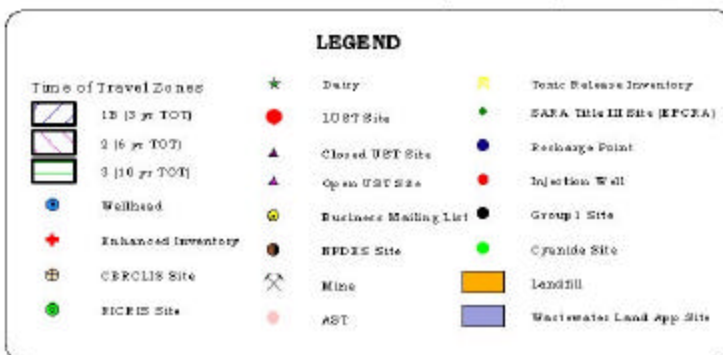 LEGEND
Time of Travel Zones
1B (3 yr TOT)
2 (6 yr TOT)
3 (10 yr TOT)
Wellhead
Enhanced Inventory
CERCLIS Site
RICRIS Site
Dairy
LUST Site
Closed UST Site
Open UST Site
Business Mailing List
NPDES Site
Mine
AST
Toxic Release Inventory
SARA Title III Site (EPCRA)
Recharge Point
Injection Well
Group 1 Site
Cyanide Site
Landfill
Wastewater Land App Site